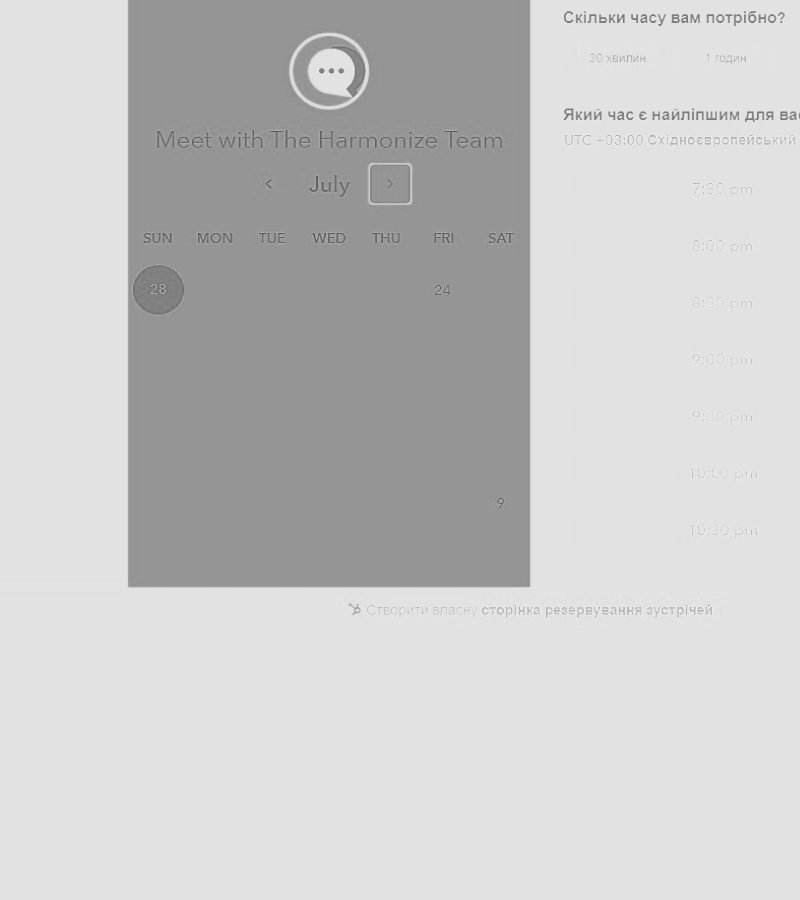 Скільки часу вам потрібно?
30 хвилин 1 годин
Який час є найліпшим для вас
UTC +03:00 Східноєвропейський
Meet with The Harmonize Team
July
SUN MON TUE WED THU FRI SAT
28 24
9
7:30 pm
8:00 pm
8:30 pm
9:00 pm
9:30 pm
10:00 pm
10:30 pm
Створити власну сторінка резервування зустрічей